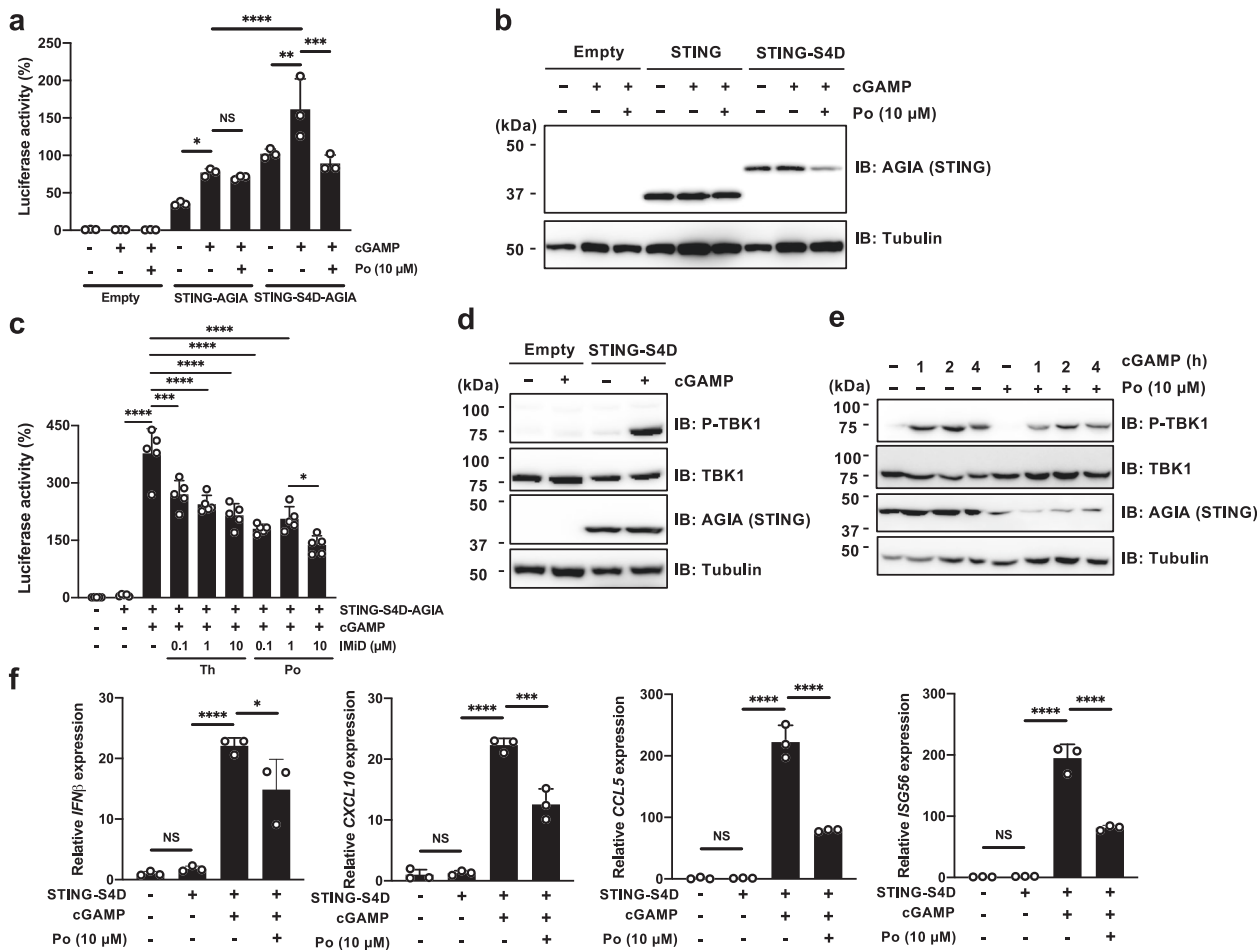 a
Luciferase activity (%)
250
200
150
100
50
0
****
** ***
NS
*
- + + - + + - + + cGAMP
- - + - - + - - + Po (10 μM)
Empty STING-AGIA STING-S4D-AGIA
b
Empty STING STING-S4D
- + + - + + - + + cGAMP
- - + - - + - - + Po (10 μM)
(kDa)
50 -
37 -
IB: AGIA (STING)
50 -
IB: Tubulin
c
Luciferase activity (%)
450
300
150
0
****
****
****
****
***
****
*
- + + + + + + + + STING-S4D-AGIA
- - + + + + + + + cGAMP
- - - 0.1 1 10 0.1 1 10 IMiD (μM)
Th Po
d
Empty STING-S4D
- + - + cGAMP
(kDa)
100 -
75 -
IB: P-TBK1
100 -
75 -
IB: TBK1
50 -
37 -
IB: AGIA (STING)
50 -
IB: Tubulin
e
cGAMP (h)
- 1 2 4 - 1 2 4
Po (10 μM)
- - - - + + + +
(kDa)
100 -
75 -
IB: P-TBK1
100 -
75 -
IB: TBK1
50 -
37 -
IB: AGIA (STING)
50 -
IB: Tubulin
f
Relative IFNβ expression
30
20
10
0
NS
**** *
STING-S4D - + + +
cGAMP - - + +
Po (10 μM) - - - +
Relative CXCL10 expression
30
20
10
0
NS
**** ***
STING-S4D - + + +
cGAMP - - + +
Po (10 μM) - - - +
Relative CCL5 expression
300
200
100
0
NS
**** ****
STING-S4D - + + +
cGAMP - - + +
Po (10 μM) - - - +
Relative ISG56 expression
300
200
100
0
NS
**** ****
STING-S4D - + + +
cGAMP - - + +
Po (10 μM) - - - +